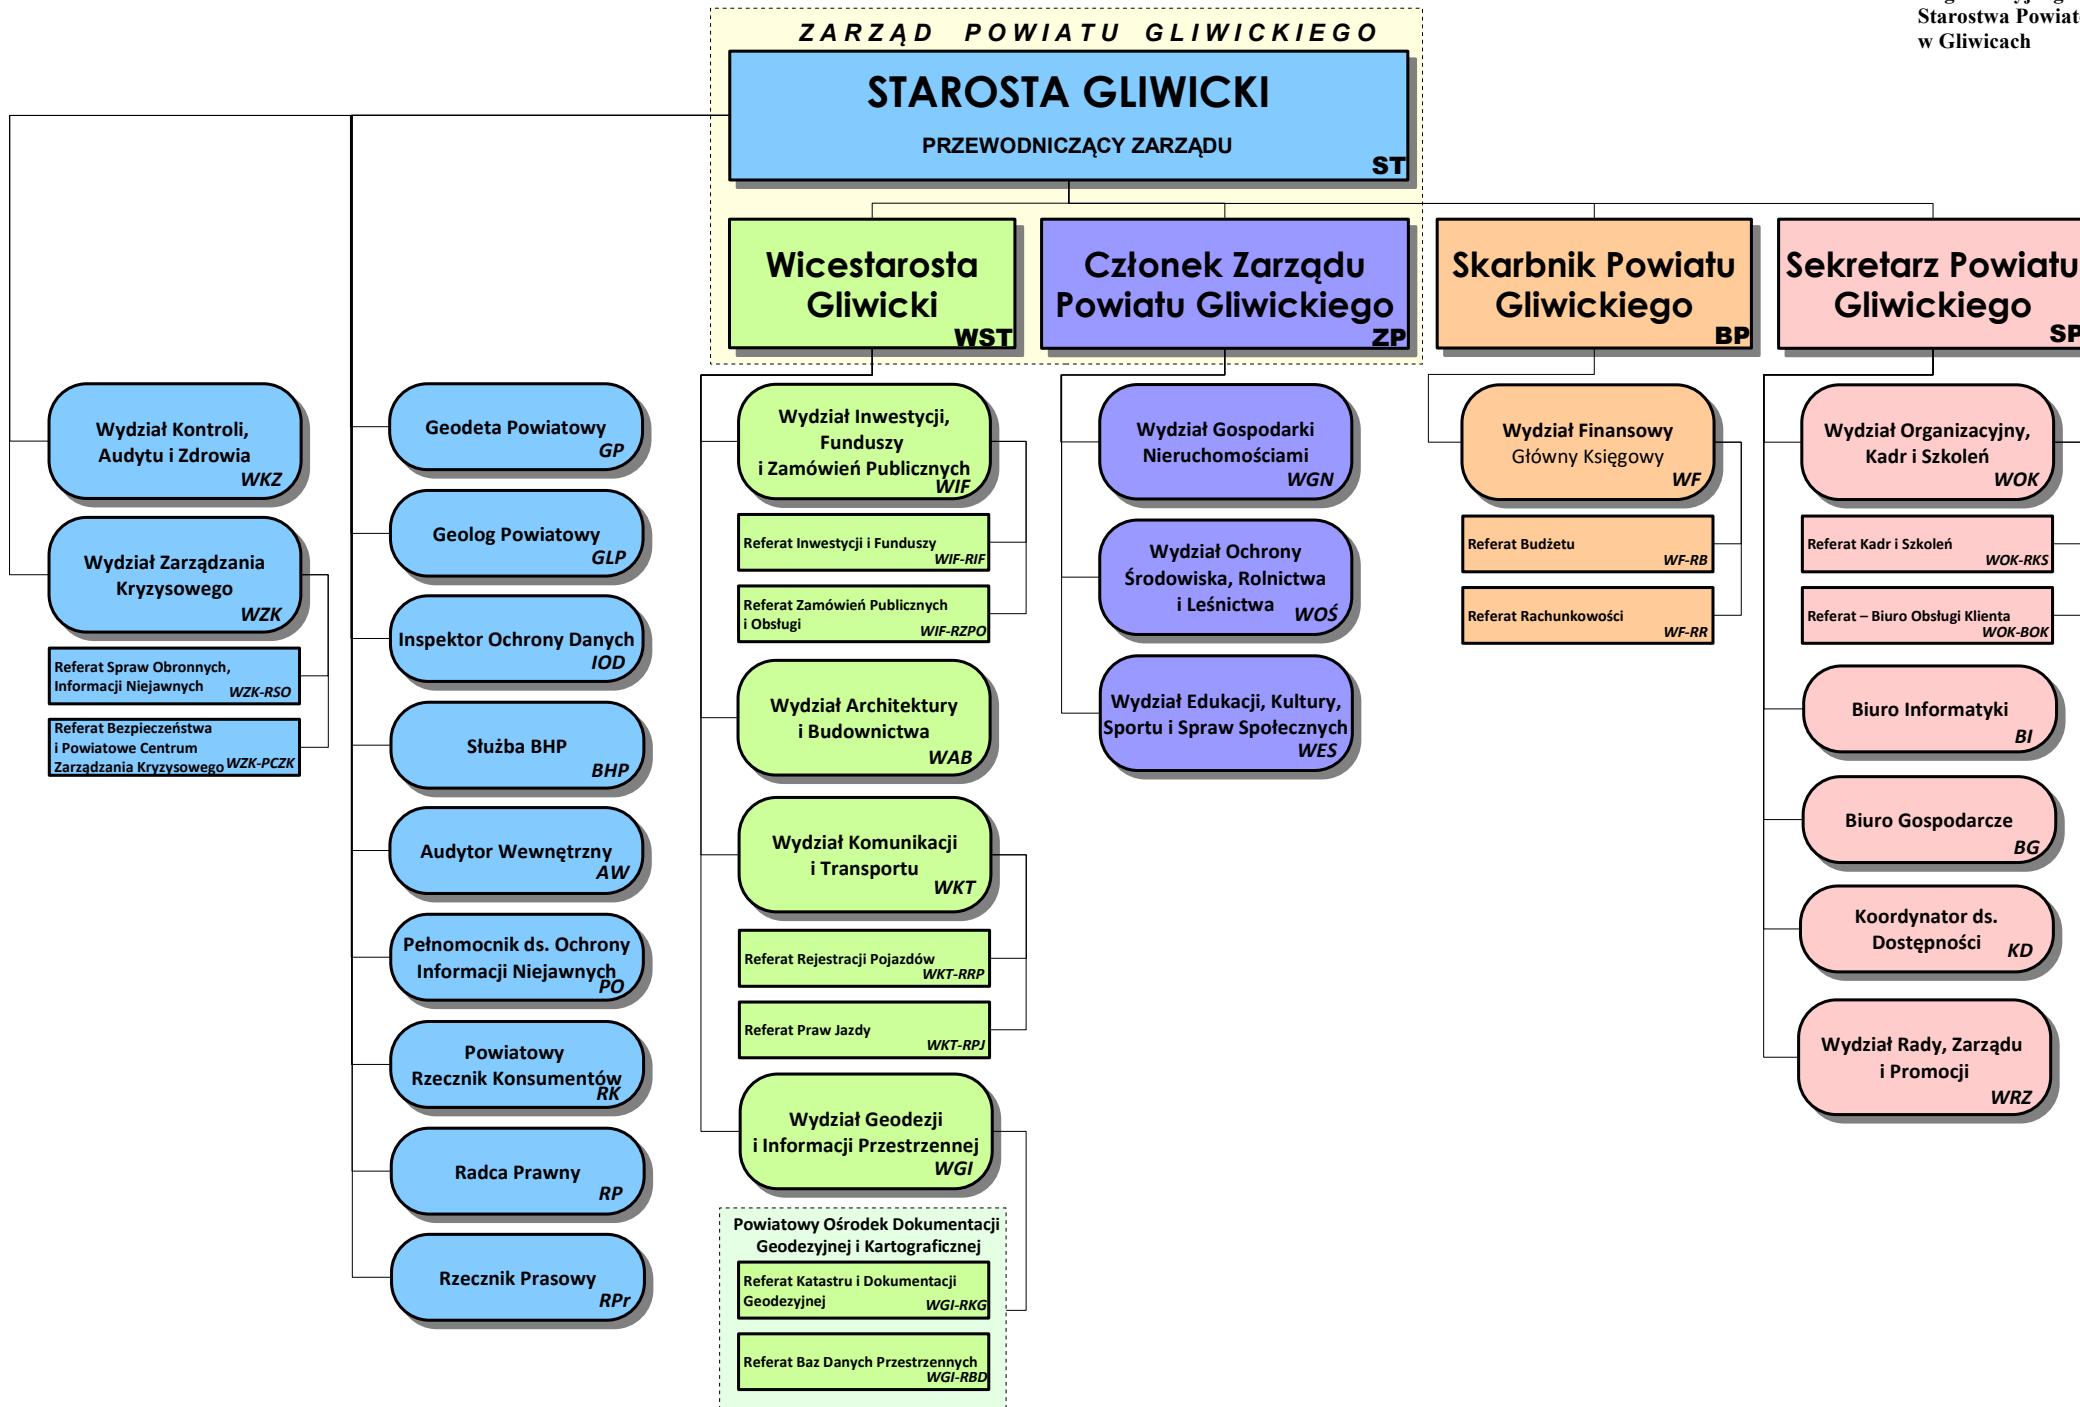 Starostwa
w Gliwicach
ZARZĄD POWIATU GLIWICKIEGO
STAROSTA GLIWICKI
PRZEWODNICZĄCY ZARZĄDU
ST
Wicestarosta
Gliwicki
WST
Członek Zarządu
Powiatu Gliwickiego
ZP
Skarbnik Powiatu
Gliwickiego
BP
Sekretarz Powiatu
Gliwickiego
SP
Wydział Kontroli,
Audytu i Zdrowia
WKZ
Wydział Zarządzania
Kryzysowego
WZK
Referat Spraw Obronnych,
Informacji Niejawnych WZK-RSO
Referat Bezpieczeństwa
i Powiatowe Centrum
Zarządzania Kryzysowego WZK-PCZK
Geodeta Powiatowy
GP
Geolog Powiatowy
GLP
Inspektor Ochrony Danych
IOD
Służba BHP
BHP
Audytor Wewnętrzny
AW
Pełnomocnik ds. Ochrony
Informacji Niejawnych
PO
Powiatowy
Rzecznik Konsumentów
RK
Radca Prawny
RP
Rzecznik Prasowy
RPr
Wydział Inwestycji,
Funduszy
i Zamówień Publicznych
WIF
Referat Inwestycji i Funduszy
WIF-RIF
Referat Zamówień Publicznych
i Obsługi
WIF-RZPO
Wydział Architektury
i Budownictwa
WAB
Wydział Komunikacji
i Transportu
WKT
Referat Rejestracji Pojazdów
WKT-RRP
Referat Praw Jazdy
WKT-RPJ
Wydział Geodezji
i Informacji Przestrzennej
WGI
Powiatowy Ośrodek Dokumentacji
Geodezyjnej i Kartograficznej
Referat Katastru i Dokumentacji
Geodezyjnej
WGI-RKG
Referat Baz Danych Przestrzennych
WGI-RBD
Wydział Gospodarki
Nieruchomościami
WGN
Wydział Ochrony
Środowiska, Rolnictwa
i Leśnictwa
WOŚ
Wydział Edukacji, Kultury,
Sportu i Spraw Społecznych
WES
Wydział Finansowy
Główny Księgowy
WF
Referat Budżetu
WF-RB
Referat Rachunkowości
WF-RR
Wydział Organizacyjny,
Kadr i Szkoleń
WOK
Referat Kadr i Szkoleń
WOK-RKS
Referat – Biuro Obsługi Klienta
WOK-BOK
Biuro Informatyki
BI
Biuro Gospodarcze
BG
Koordynator ds.
Dostępności
KD
Wydział Rady, Zarządu
i Promocji
WRZ